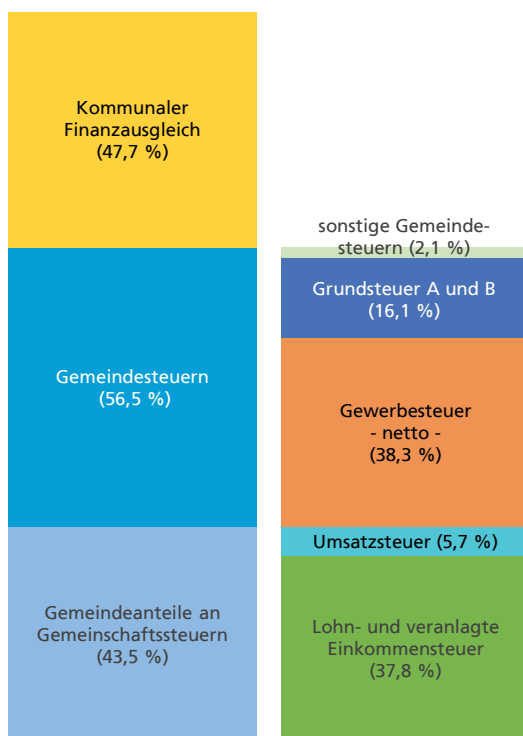 Kommunaler
Finanzausgleich
(47,7 %)
Gemeindesteuern
(56,5 %)
Gemeindeanteile an
Gemeinschaftssteuern
(43,5 %)
sonstige Gemeinde-
steuern (2,1 %)
Grundsteuer A und B
(16,1 %)
Gewerbesteuer
- netto -
(38,3 %)
Umsatzsteuer (5,7 %)
Lohn- und veranlagte
Einkommensteuer
(37,8 %)